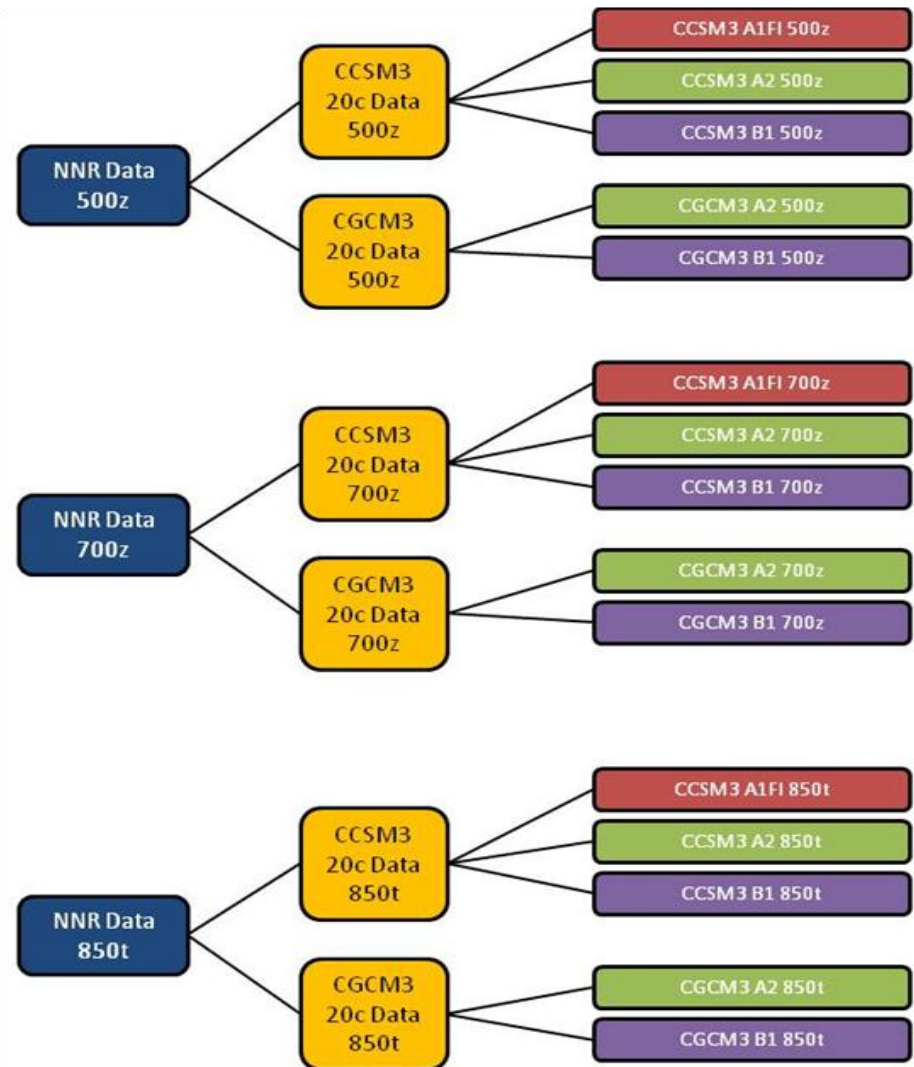 CCSM3 A1FI 500z
CCSM3
20c Data
500z
CCSM3 A2 500z
CCSM3 B1 500z
NNR Data
500z
CGCM3
20c Data
500z
CGCM3 A2 500z
CGCM3 B1 500z
CCSM3 A1FI 700z
CCSM3
20c Data
700z
CCSM3 A2 700z
CCSM3 B1 700z
NNR Data
700z
CGCM3
20c Data
700z
CGCM3 A2 700z
CGCM3 B1 700z
CCSM3 A1FI 850t
CCSM3
20c Data
850t
CCSM3 A2 850t
CCSM3 B1 850t
NNR Data
850t
CGCM3
20c Data
850t
CGCM3 A2 850t
CGCM3 B1 850t